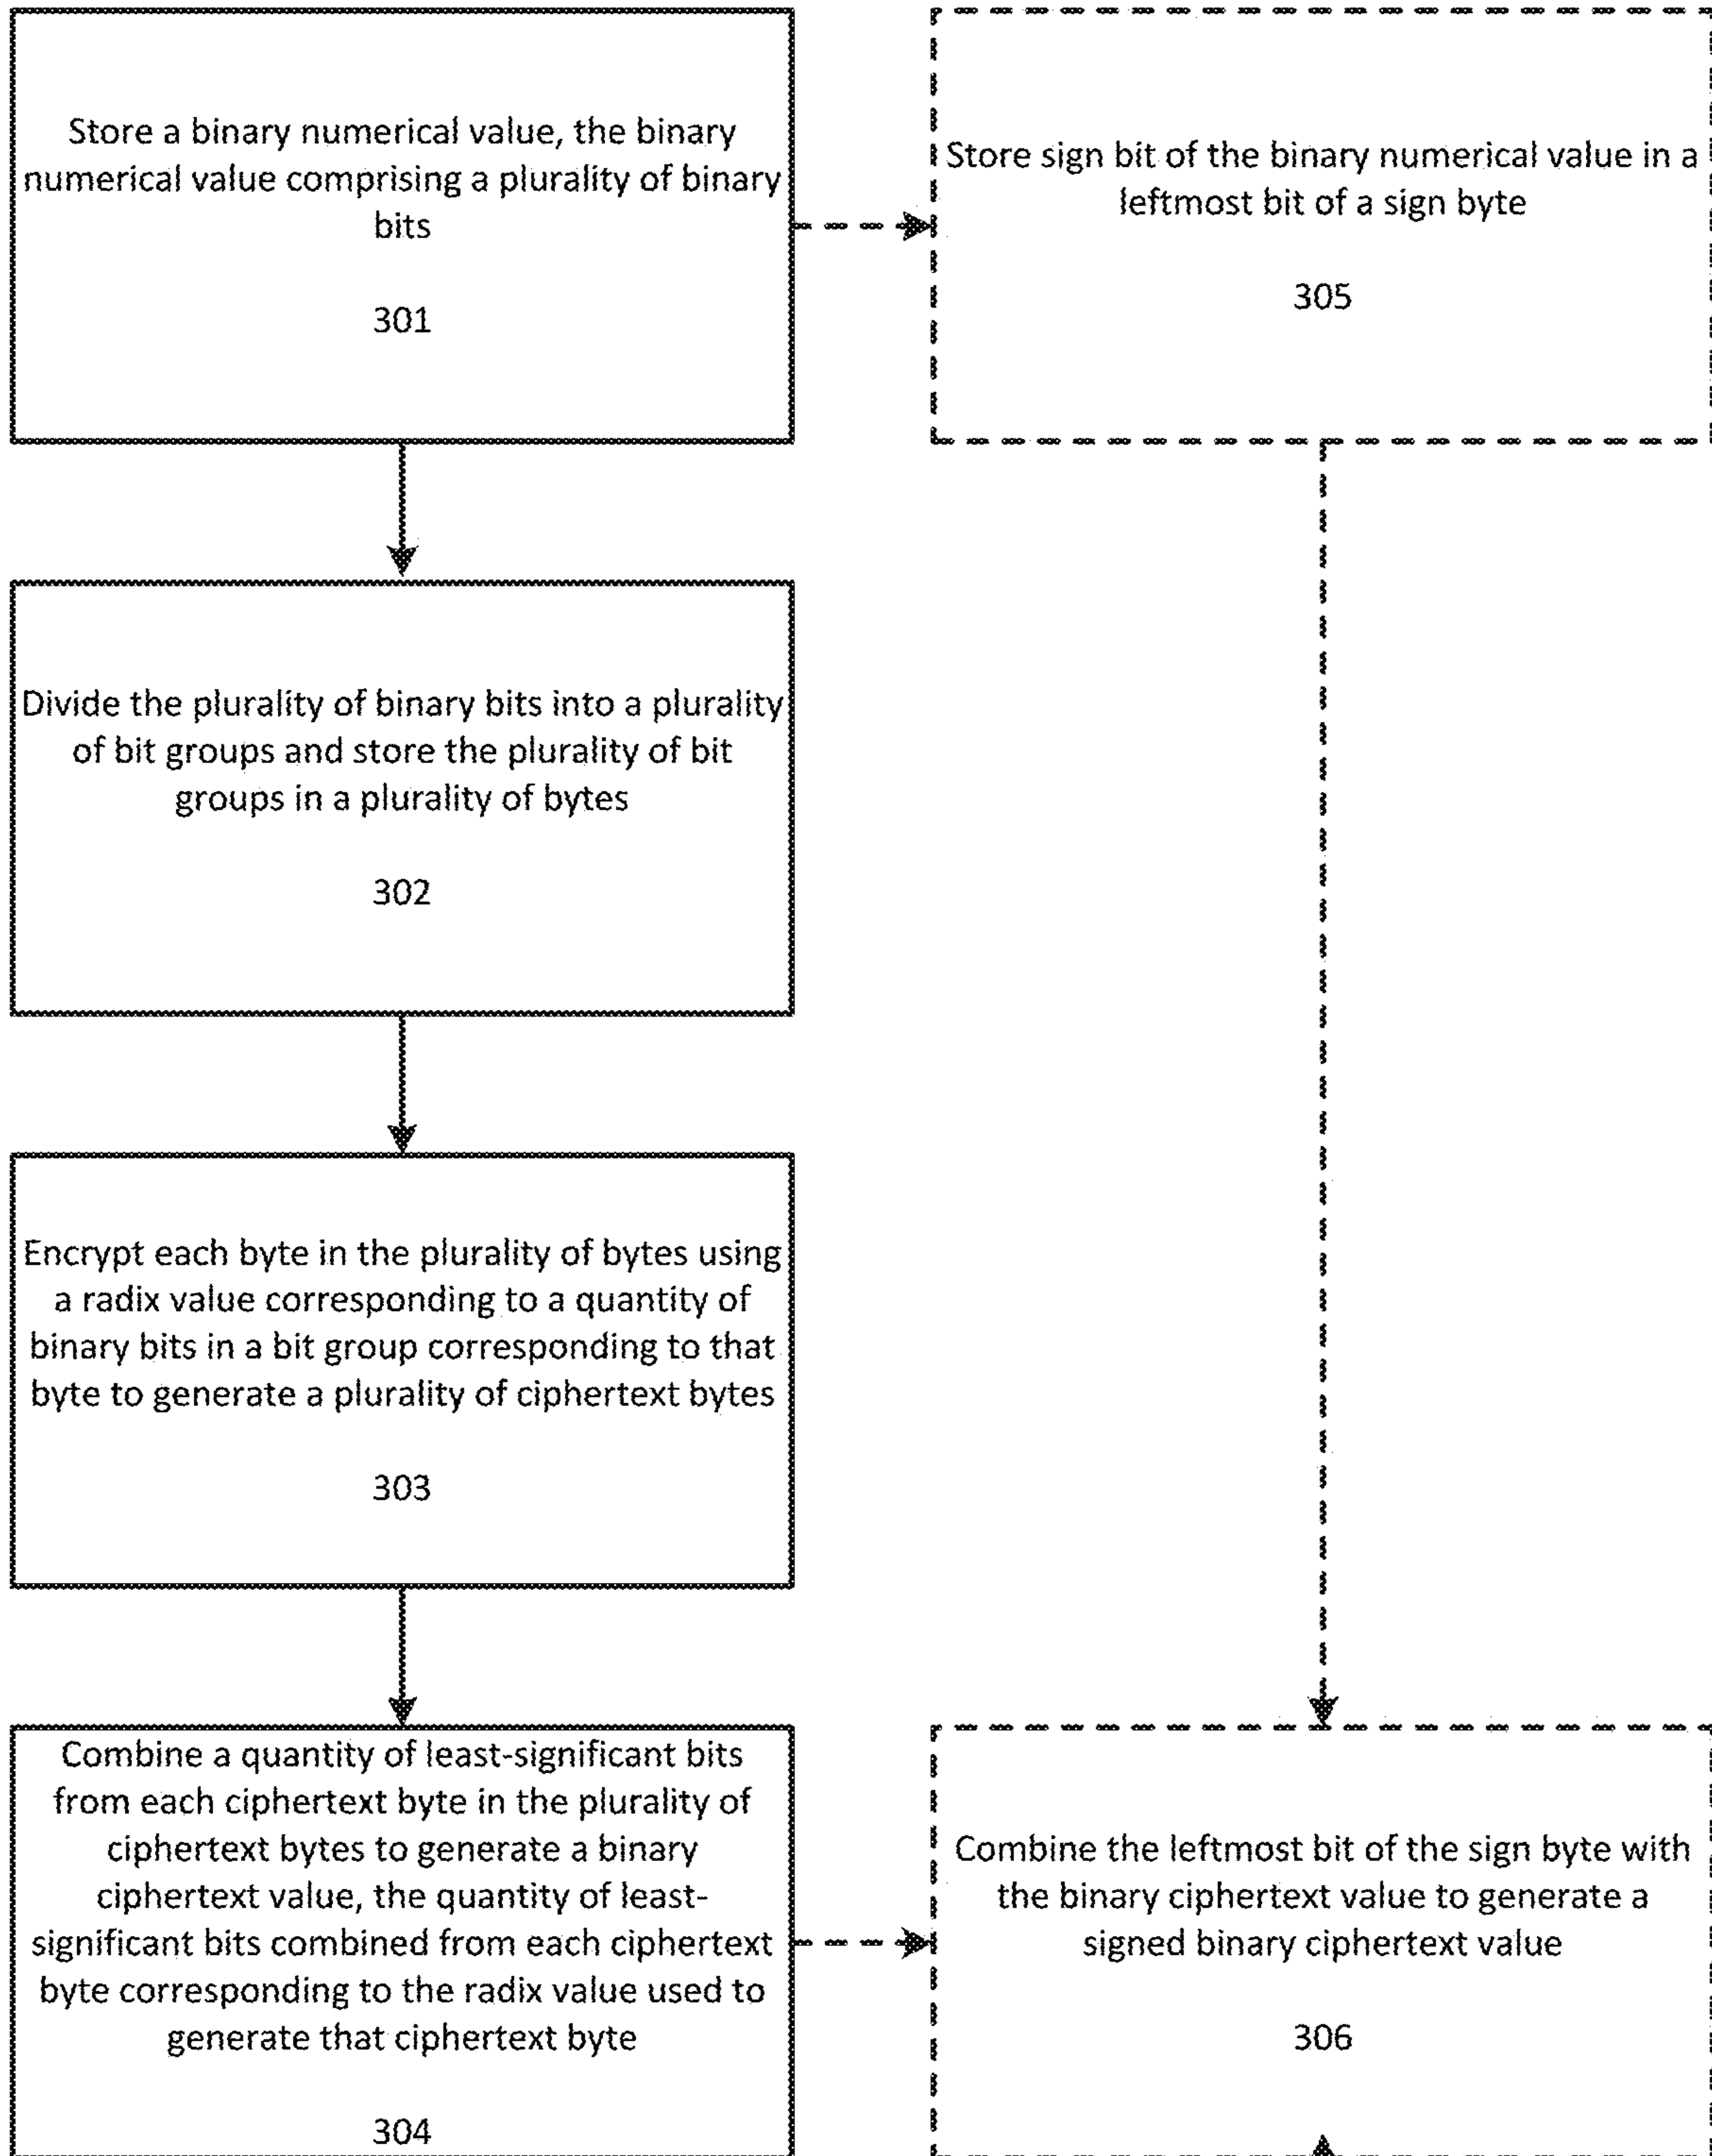 Store a binary numerical value, the binary
numerical value comprising a plurality of binary
bits
301
Store sign bit of the binary numerical value in a
leftmost bit of a sign byte
305
Divide the plurality of binary bits into a plurality
of bit groups and store the plurality of bit
groups in a plurality of bytes
302
Encrypt each byte in the plurality of bytes using
a radix value corresponding to a quantity of
binary bits in a bit group corresponding to that
byte to generate a plurality of ciphertext bytes
303
Combine a quantity of least-significant bits
from each ciphertext byte in the plurality of
ciphertext bytes to generate a binary
ciphertext value, the quantity of least-
significant bits combined from each ciphertext
byte corresponding to the radix value used to
generate that ciphertext byte
304
Combine the leftmost bit of the sign byte with
the binary ciphertext value to generate a
signed binary ciphertext value
306